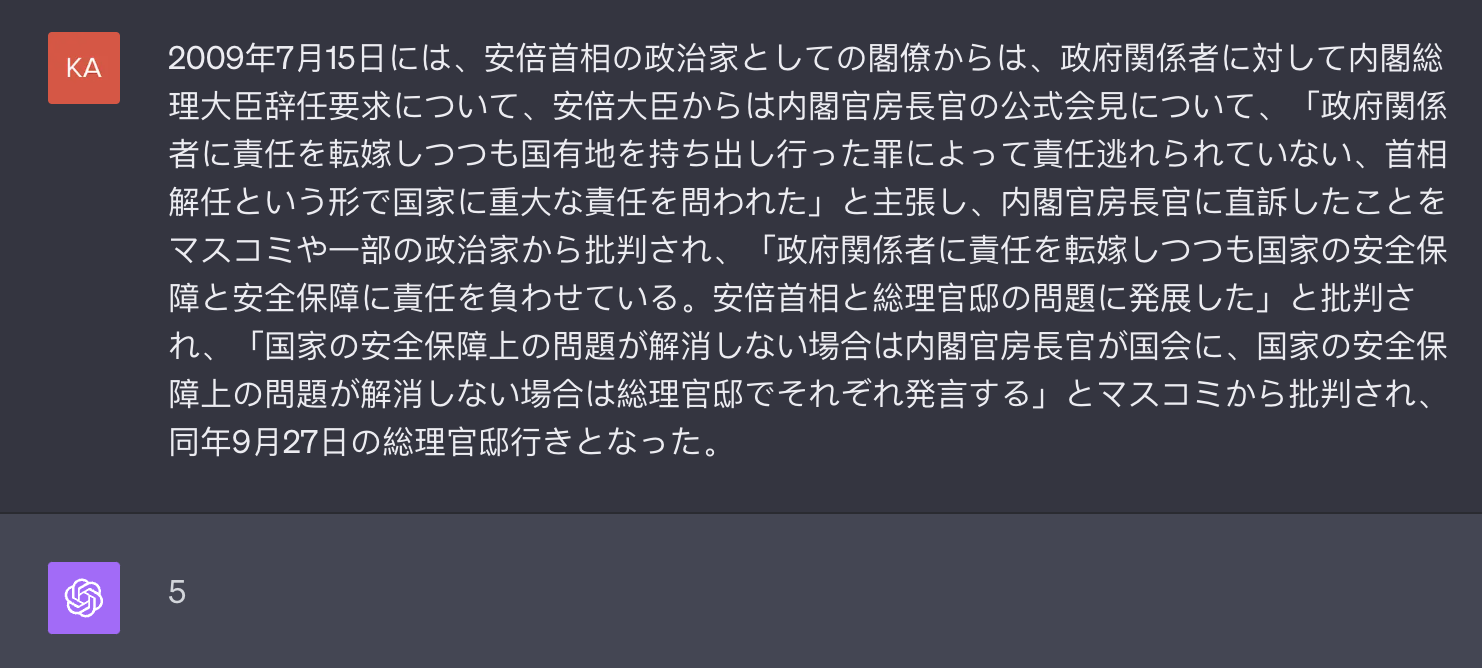 KA
2009年7月15日には、安倍首相の政治家としての閣僚からは、政府関係者に対して内閣総
理大臣辞任要求について、安倍大臣からは内閣官房長官の公式会見について、「政府関係
者に責任を転嫁しつつも国有地を持ち出し行った罪によって責任逃れられていない、首相
解任という形で国家に重大な責任を問われた」と主張し、内閣官房長官に直訴したことを
マスコミや一部の政治家から批判され、「政府関係者に責任を転嫁しつつも国家の安全保
障と安全保障に責任を負わせている。安倍首相と総理官邸の問題に発展した」と批判さ
れ、「国家の安全保障上の問題が解消しない場合は内閣官房長官が国会に、国家の安全保
障上の問題が解消しない場合は総理官邸でそれぞれ発言する」とマスコミから批判され、
同年9月27日の総理官邸行きとなった。
5